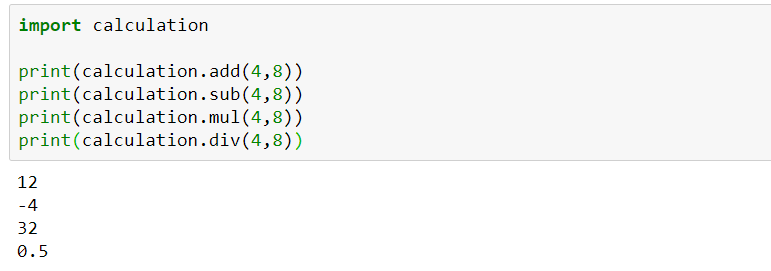 import calculation
print(calculation.add(4,8))
print(calculation.sub(4,8))
print(calculation.mul(4,8))
print(calculation.div(4,8))
12
-4
32
0.5